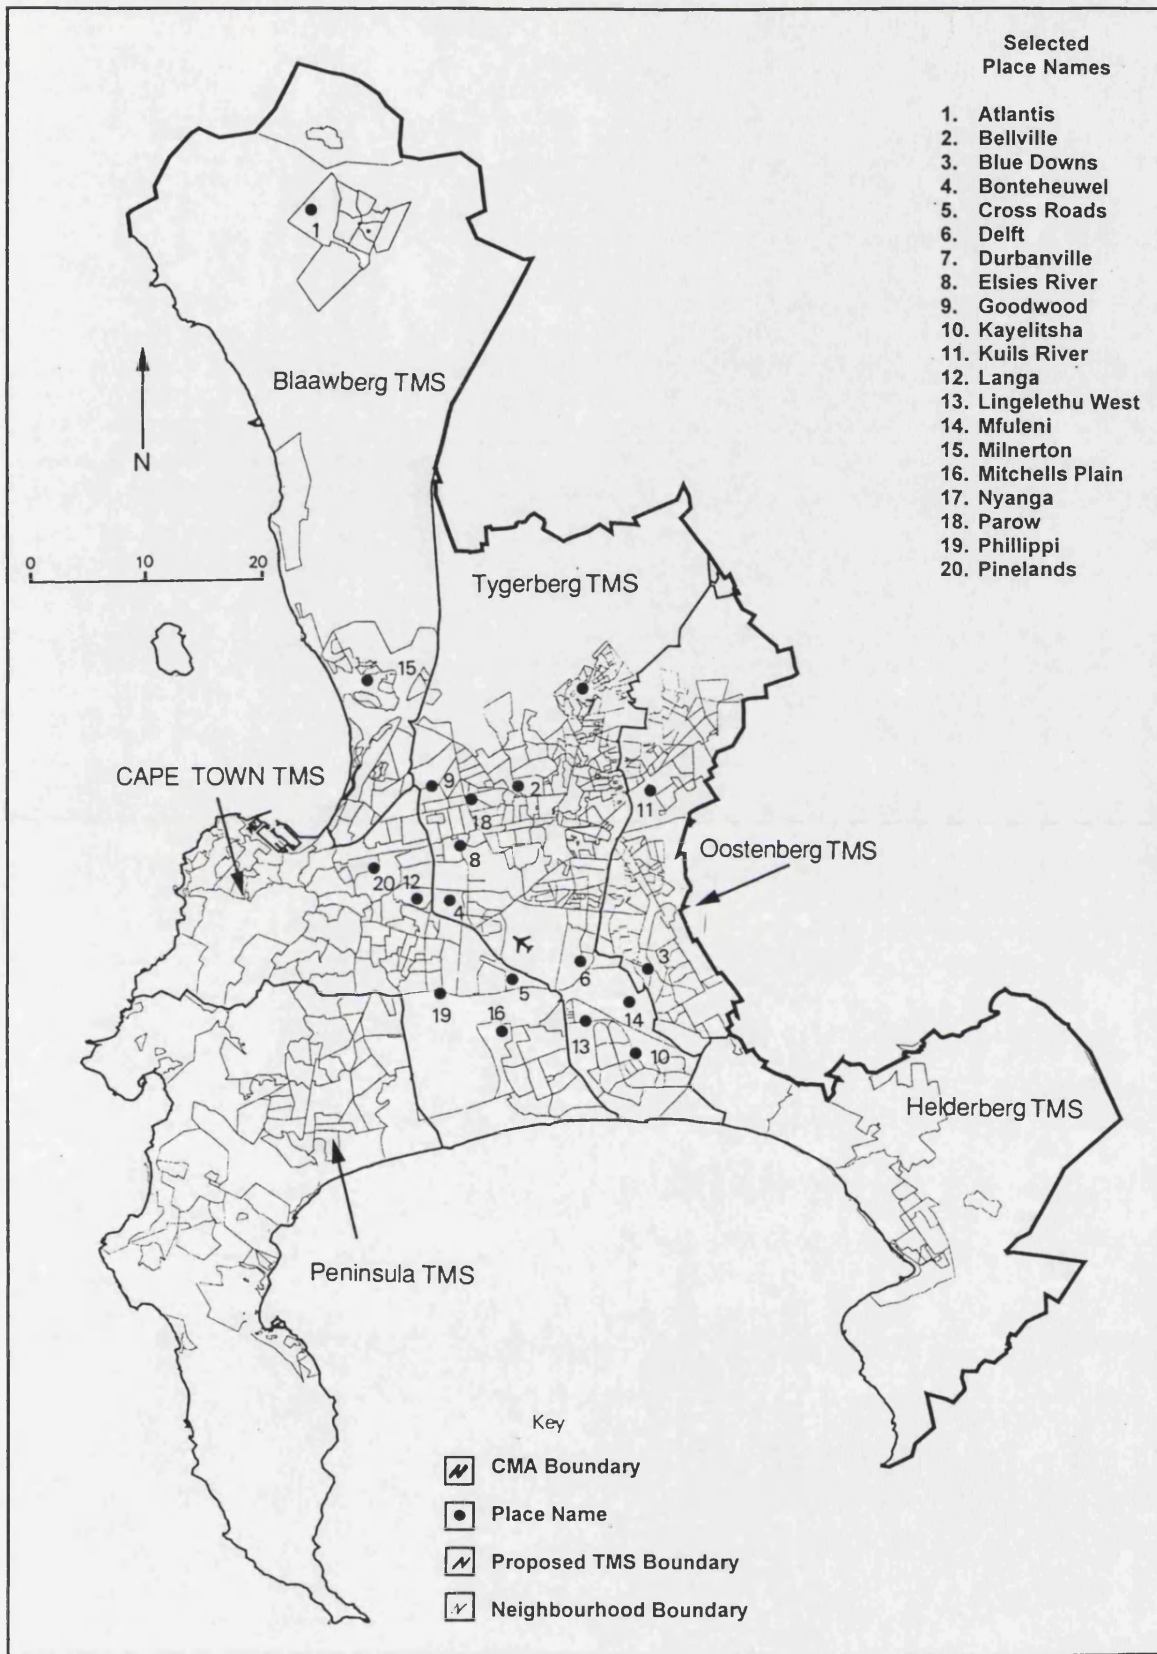 Selected
Place Names
1. Atlantis
2. Bellville
3. Blue Downs
4. Bonteheuwel
5. Cross Roads
6. Delft
7. Durbanville
8. Elsies River
9. Goodwood
10. Kayelitsha
11. Kuils River
12. Langa
13. Lingelethu West
14. Mfuleni
15. Milnerton
16. Mitchells Plain
17. Nyanga
18. Parow
19. Phillippi
20. Pinelands
1
Blaawberg TMS
N
0 10 20
Tygerberg TMS
15
7
CAPE TOWN TMS
9
2
11
18
8
Oostenberg TMS
20
12
4
6
3
5
19
16
13
14
10
Helderberg TMS
Peninsula TMS
Key
CMA Boundary
Place Name
Proposed TMS Boundary
Neighbourhood Boundary